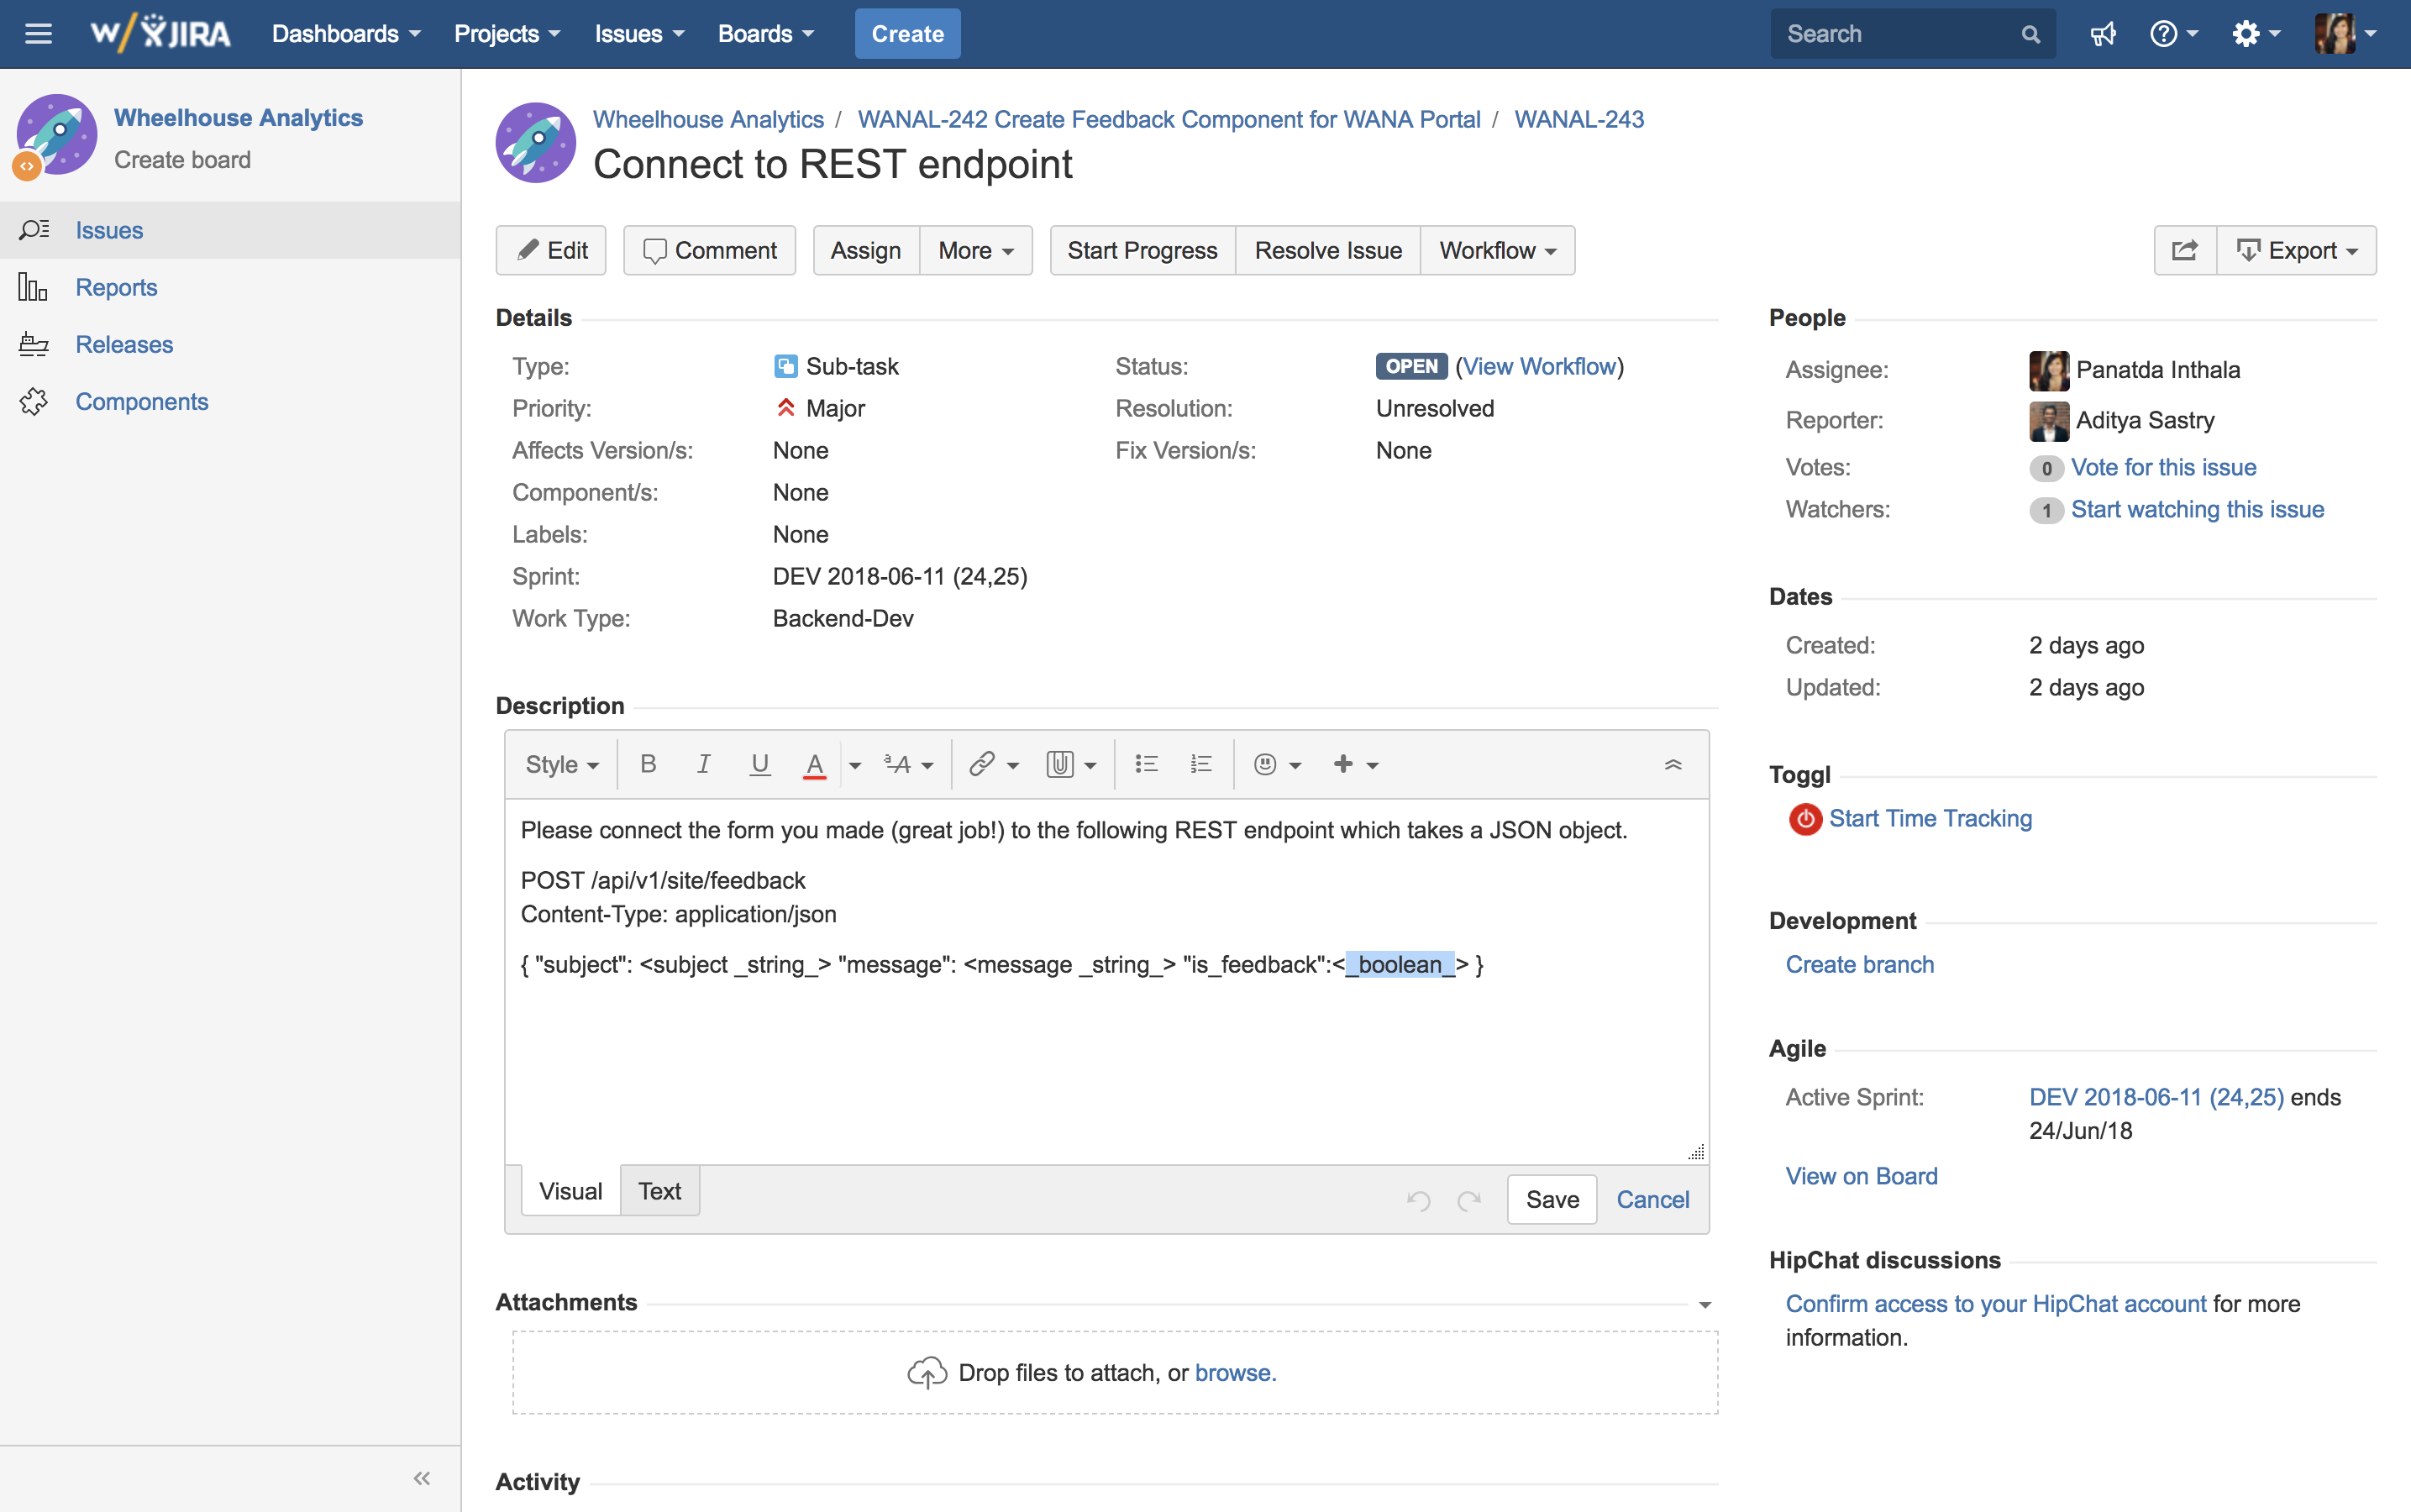 w/ JIRA Dashboards Projects Issues Boards Create Search
Wheelhouse Analytics
Create board
Issues
Reports
Releases
Components
Wheelhouse Analytics / WANAL-242 Create Feedback Component for WANA Portal / WANAL-243
Connect to REST endpoint
Edit Comment Assign More Start Progress Resolve Issue Workflow Export
Details
Type: Sub-task Status: OPEN (View Workflow)
Priority: Major Resolution: Unresolved
Affects Version/s: None Fix Version/s: None
Component/s: None
Labels: None
Sprint: DEV 2018-06-11 (24,25)
Work Type: Backend-Dev
Description
Style B I U A ªA
Please connect the form you made (great job!) to the following REST endpoint which takes a JSON object.
POST /api/v1/site/feedback
Content-Type: application/json
{ "subject": <subject _string_> "message": <message _string_> "is_feedback":<_boolean_> }
Visual Text Save Cancel
Attachments
Drop files to attach, or browse.
Activity
People
Assignee: Panatda Inthala
Reporter: Aditya Sastry
Votes: 0 Vote for this issue
Watchers: 1 Start watching this issue
Dates
Created: 2 days ago
Updated: 2 days ago
Toggl
Start Time Tracking
Development
Create branch
Agile
Active Sprint: DEV 2018-06-11 (24,25) ends
24/Jun/18
View on Board
HipChat discussions
Confirm access to your HipChat account for more
information.